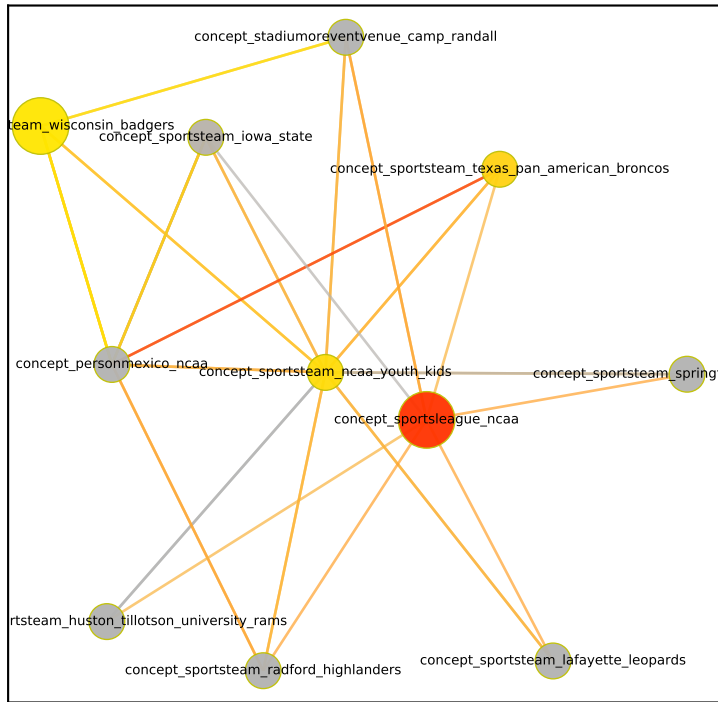 concept_stadiumoreventvenue_camp_randall
team_wisconsin_badgers
concept_sportsteam_iowa_state
concept_sportsteam_texas_pan_american_broncos
concept_personmexico_ncaa
concept_sportsteam_ncaa_youth_kids
concept_sportsteam_spring
concept_sportsleague_ncaa
rtsteam_huston_tillotson_university_rams
concept_sportsteam_radford_highlanders
concept_sportsteam_lafayette_leopards